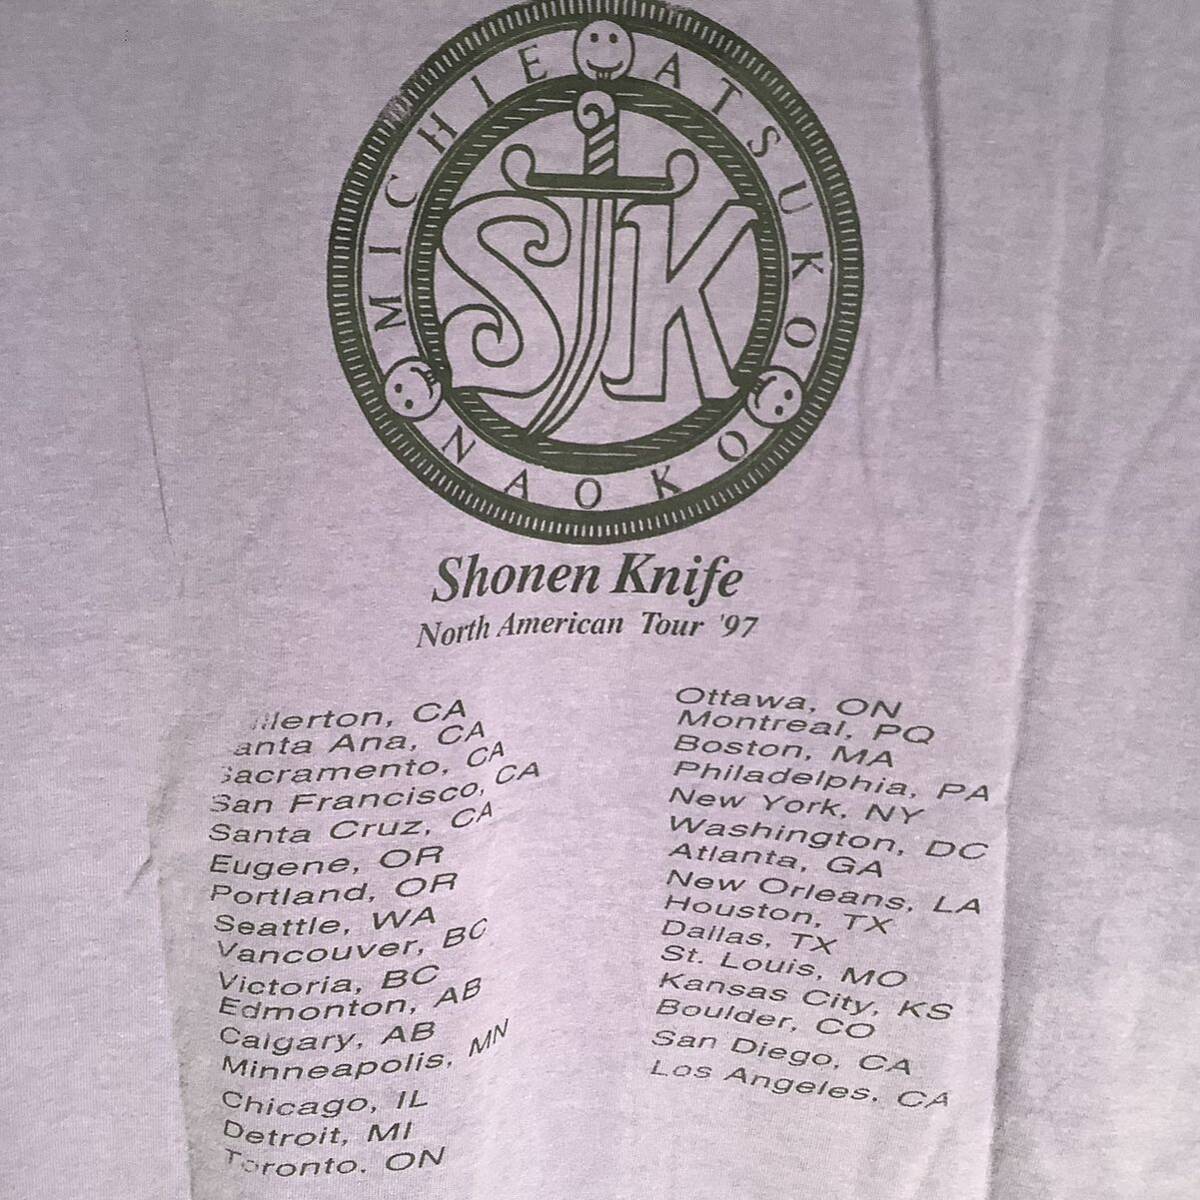 MICHIE ATSUKO NAOKO
SK
Shonen Knife
North American Tour '97
llerton, CA
anta Ana, CA
Sacramento, CA
San Francisco, CA
Santa Cruz, CA
Eugene, OR
Portland, OR
Seattle, WA
Vancouver, BC
Victoria, BC
Edmonton, AB
Calgary, AB
Minneapolis, MN
Chicago, IL
Detroit, MI
Toronto, ON
Ottawa, ON
Montreal, PQ
Boston, MA
Philadelphia, PA
New York, NY
Washington, DC
Atlanta, GA
New Orleans, LA
Houston, TX
Dallas, TX
St. Louis, MO
Kansas City, KS
Boulder, CO
San Diego, CA
Los Angeles, CA